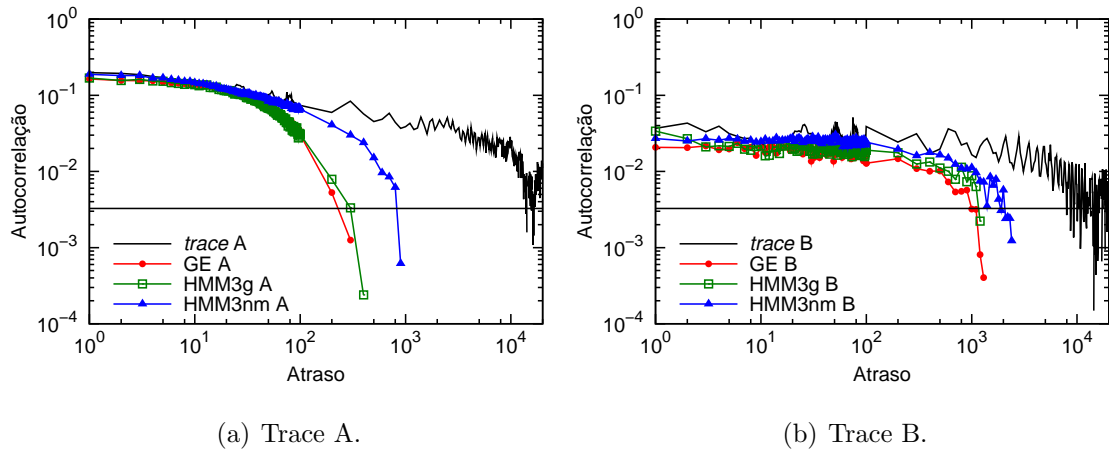 10^0
10^-1
10^-2
10^-3
10^-4
Autocorrelação
trace A
GE A
HMM3g A
HMM3nm A
10^0 10^1 10^2 10^3 10^4
Atraso
(a) Trace A.
10^0
10^-1
10^-2
10^-3
10^-4
Autocorrelação
trace B
GE B
HMM3g B
HMM3nm B
10^0 10^1 10^2 10^3 10^4
Atraso
(b) Trace B.